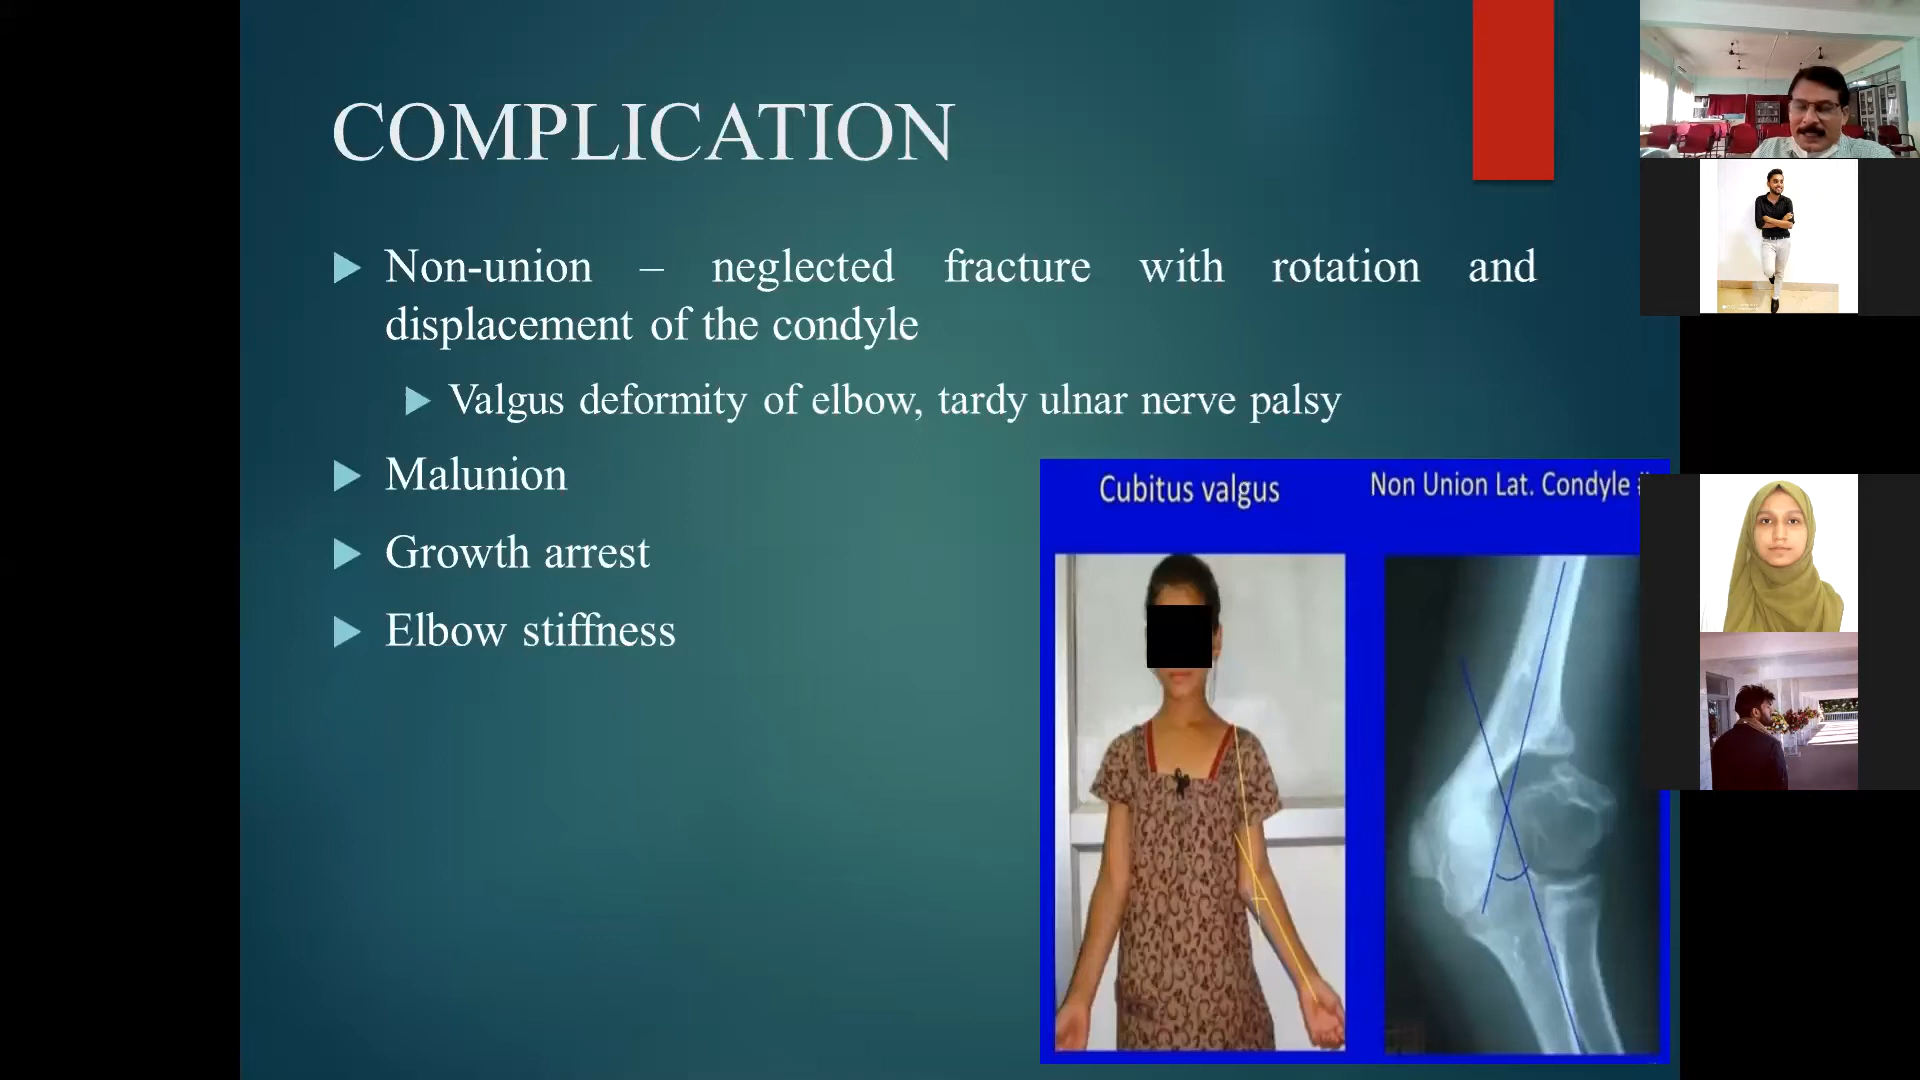 COMPLICATION
Non-union – neglected fracture with rotation and
displacement of the condyle
Valgus deformity of elbow, tardy ulnar nerve palsy
Malunion
Growth arrest
Elbow stiffness
Cubitus valgus
Non Union Lat. Condyle